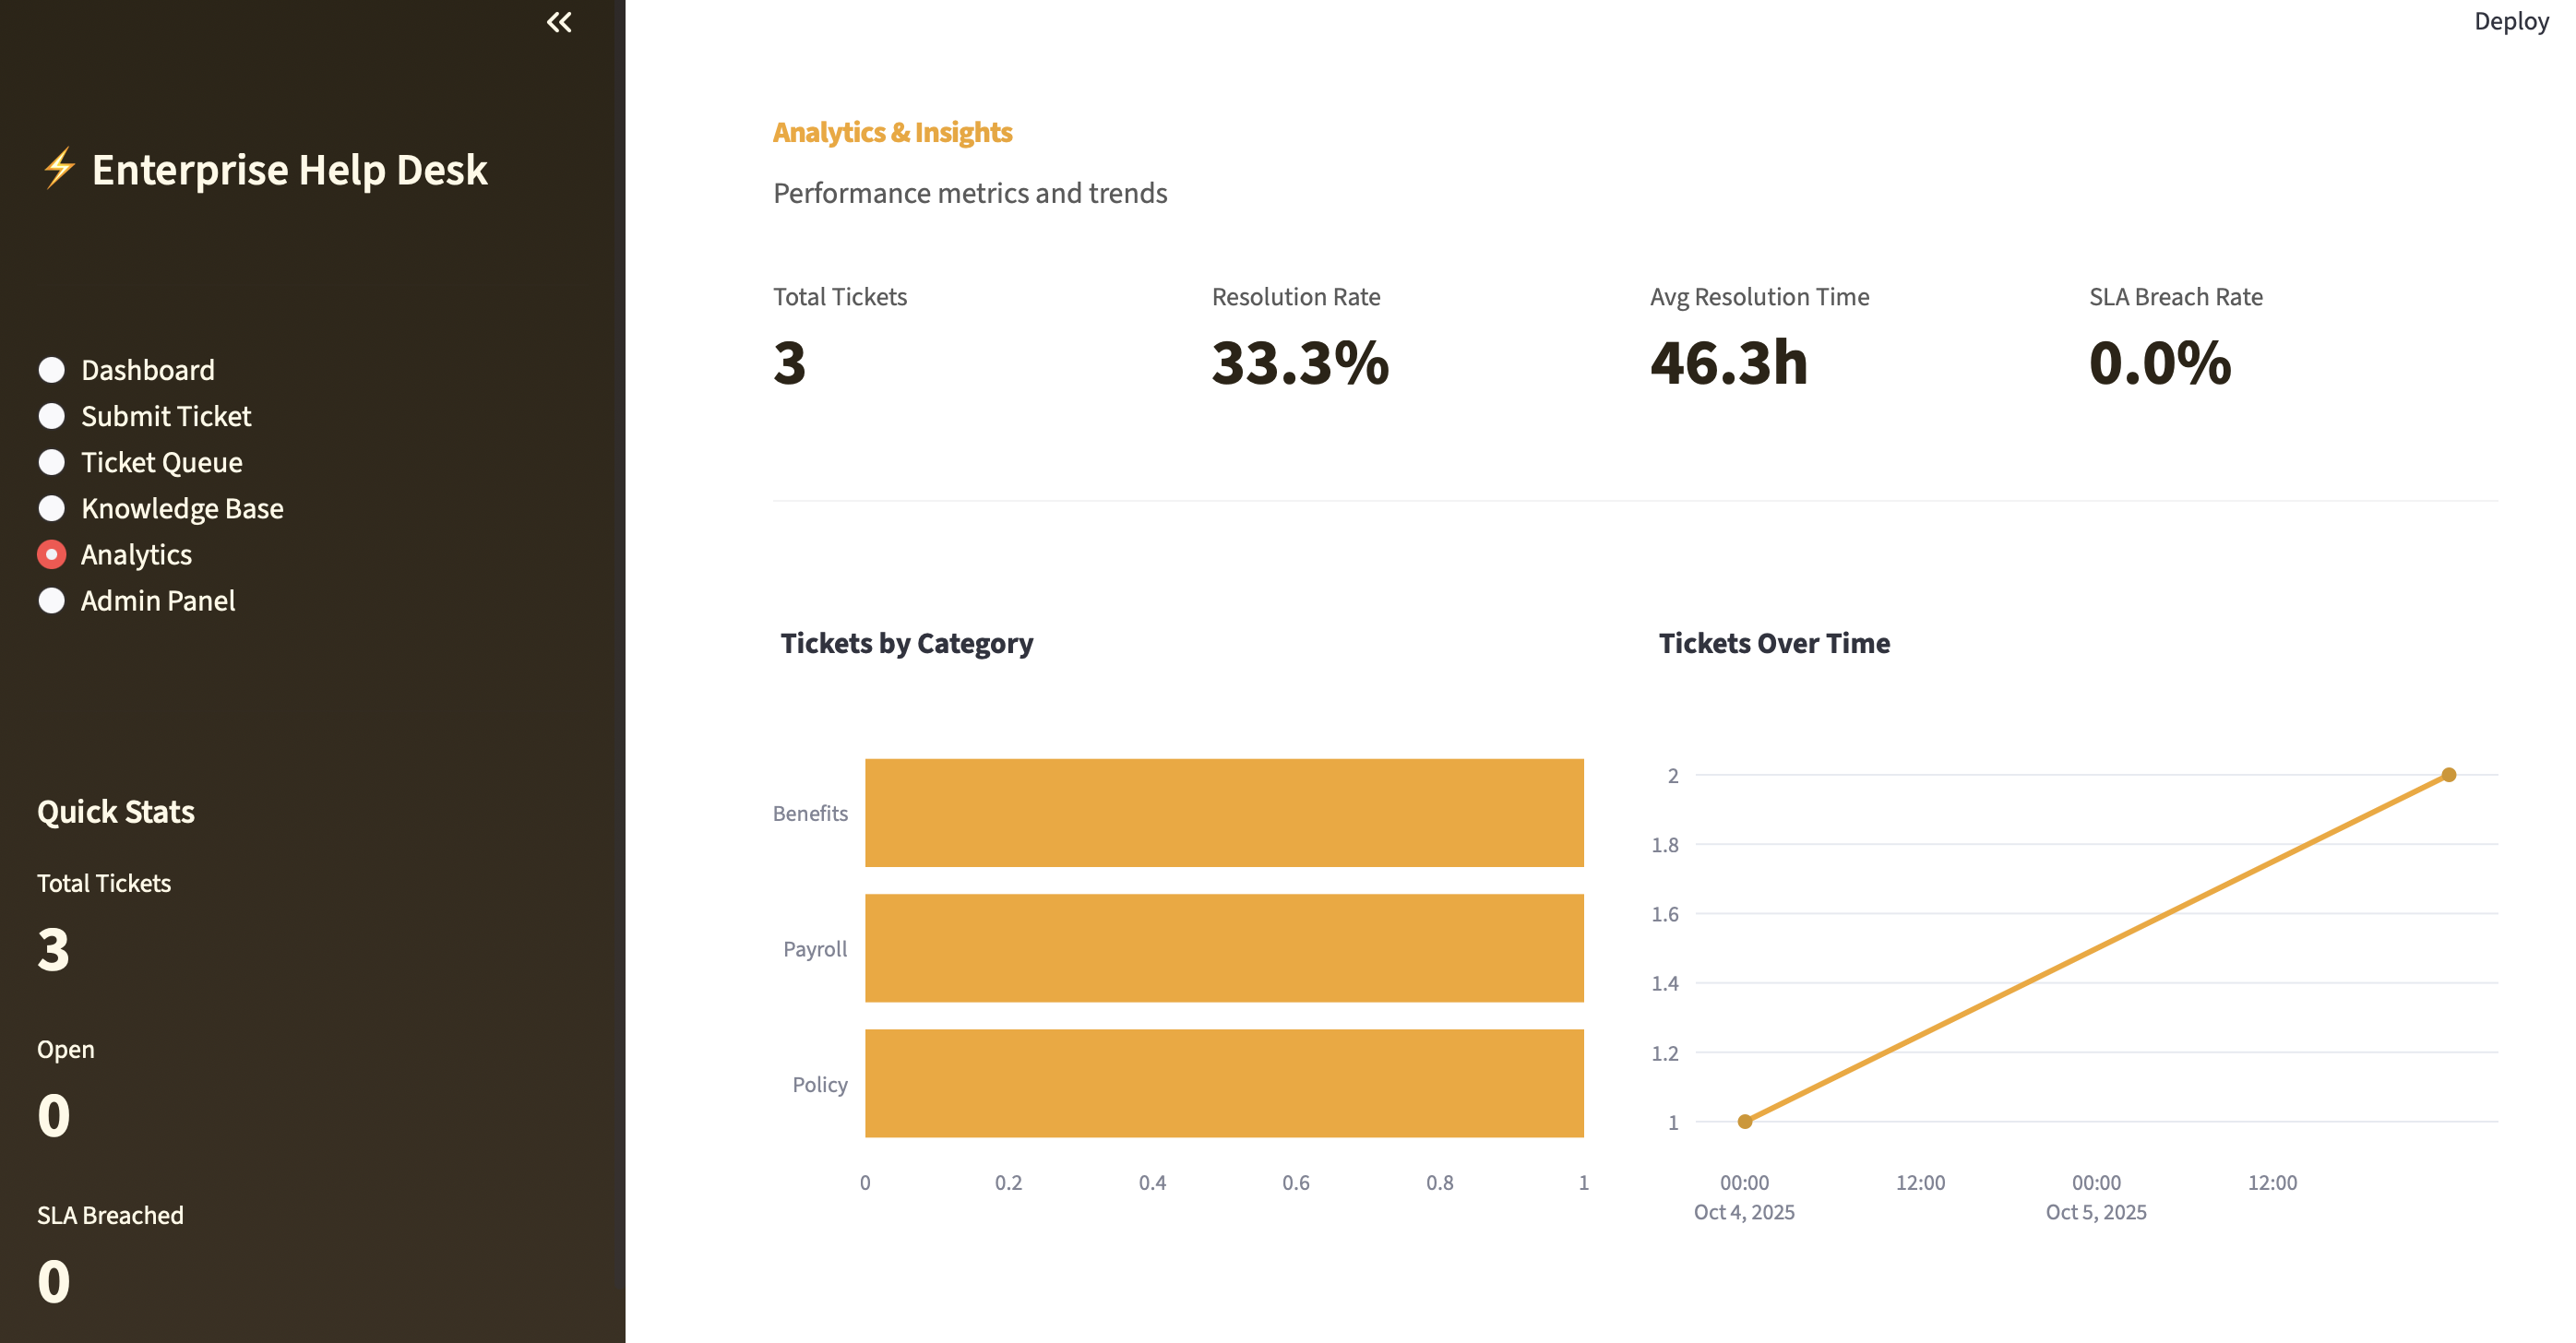 Deploy
⚡ Enterprise Help Desk
Dashboard
Submit Ticket
Ticket Queue
Knowledge Base
Analytics
Admin Panel
Quick Stats
Total Tickets
3
Open
0
SLA Breached
0
Analytics & Insights
Performance metrics and trends
Total Tickets
3
Resolution Rate
33.3%
Avg Resolution Time
46.3h
SLA Breach Rate
0.0%
Tickets by Category
Benefits
Payroll
Policy
0 0.2 0.4 0.6 0.8 1
Tickets Over Time
2
1.8
1.6
1.4
1.2
1
00:00 12:00 00:00 12:00
Oct 4, 2025 Oct 5, 2025